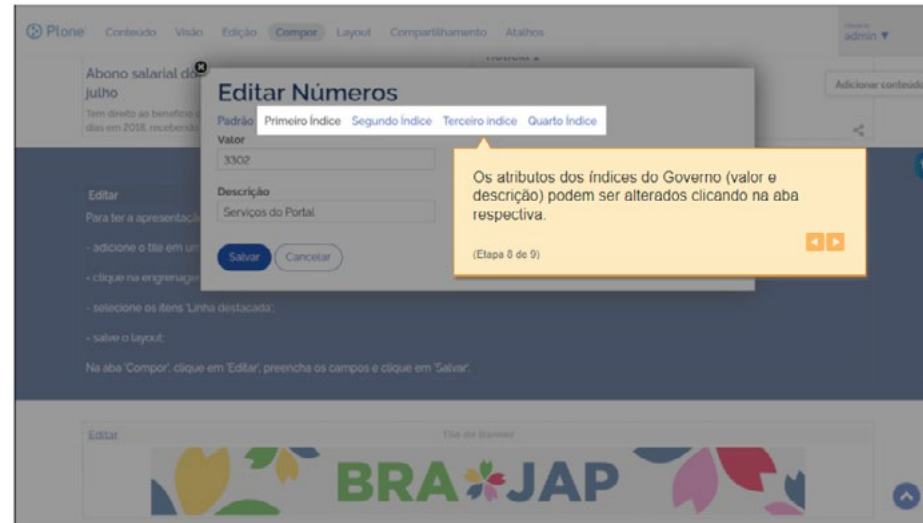 Plone
Conteúdo Visão Edição Compor Layout Compartilhamento Atalhos
admin ▼
Adicionar conteúdo
Abono salarial do
julho
Tem direito ao benefício
dias em 2018, recebendo
Editar Números
Padrão Primeiro Índice Segundo Índice Terceiro índice Quarto Índice
Valor
3302
Descrição
Serviços do Portal
Salvar Cancelar
Os atributos dos índices do Governo (valor e
descrição) podem ser alterados clicando na aba
respectiva.
(Etapa 8 de 9)
Editar
Para ter a apresentação
- adicione o tile em um
- clique na engrenagem
- selecione os itens 'Linha destacada';
- salve o layout;
Na aba 'Compor', clique em 'Editar', preencha os campos e clique em 'Salvar'.
Editar Tile de Banner
BRA JAP